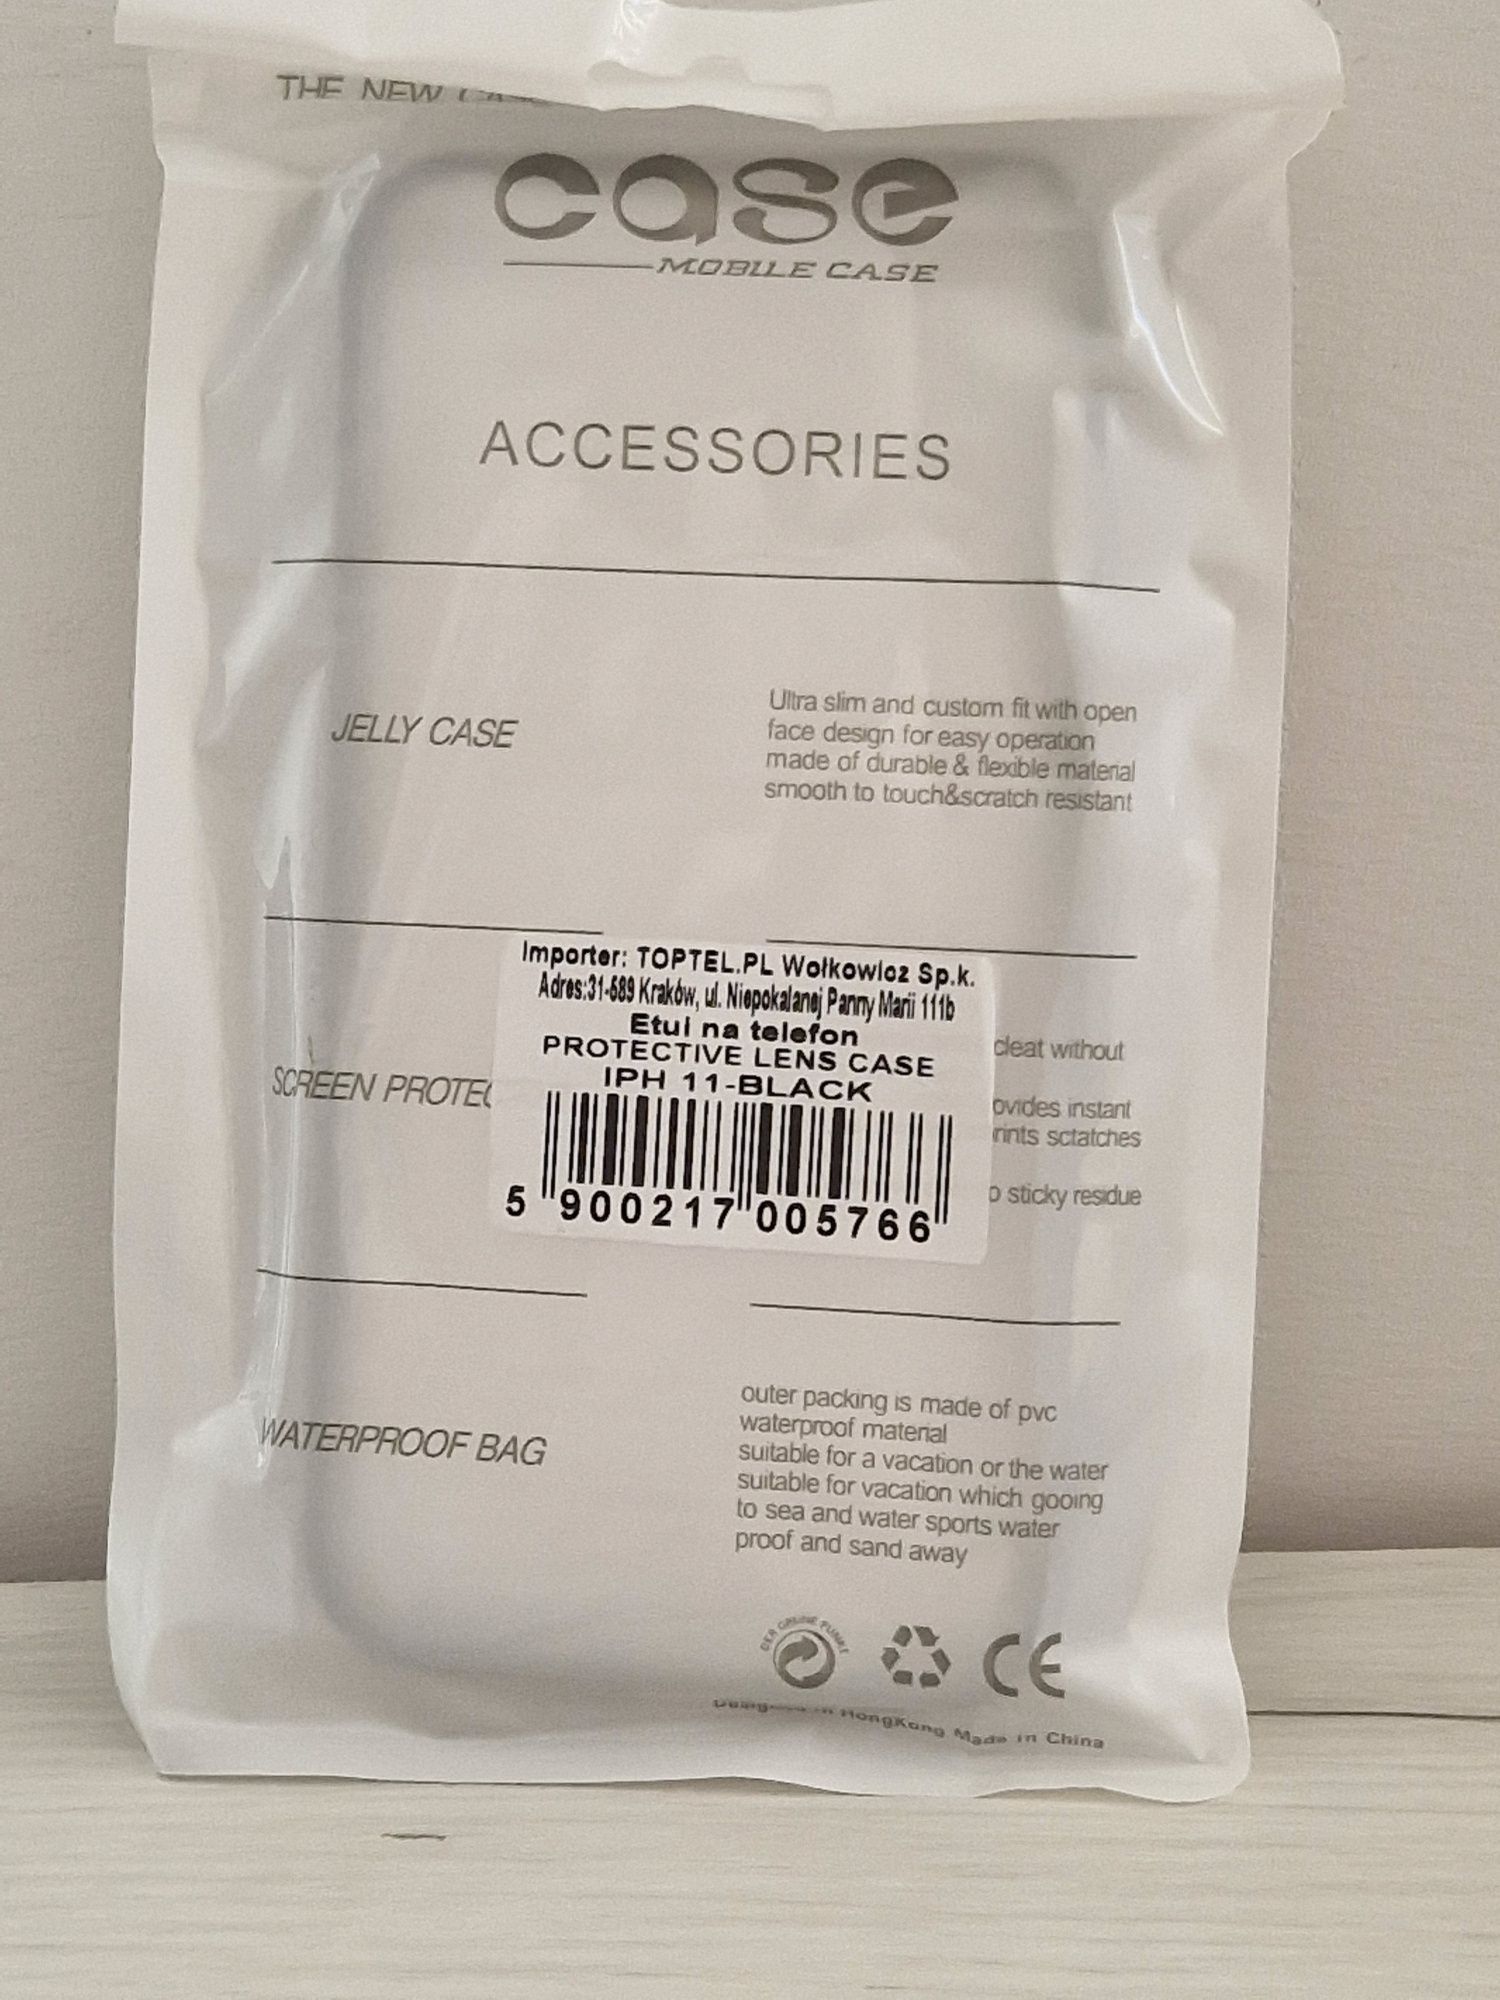 THE NEW
case
MOBILE CASE
ACCESSORIES
JELLY CASE
Ultra slim and custom fit with open
face design for easy operation
made of durable & flexible material
smooth to touch&scratch resistant
Importer: TOPTEL.PL Wołkowicz Sp.k.
Adres:31-589 Kraków, ul. Niepokalanej Panny Marii 111b
Etui na telefon
PROTECTIVE LENS CASE
IPH 11-BLACK
5 900217 005766
SCREEN PROTEC
cleat without
ovides instant
rints sctatches
o sticky residue
WATERPROOF BAG
outer packing is made of pvc
waterproof material
suitable for a vacation or the water
suitable for vacation which gooing
to sea and water sports water
proof and sand away
DER GRÜNE PUNKT
CE
in HongKong Made in China